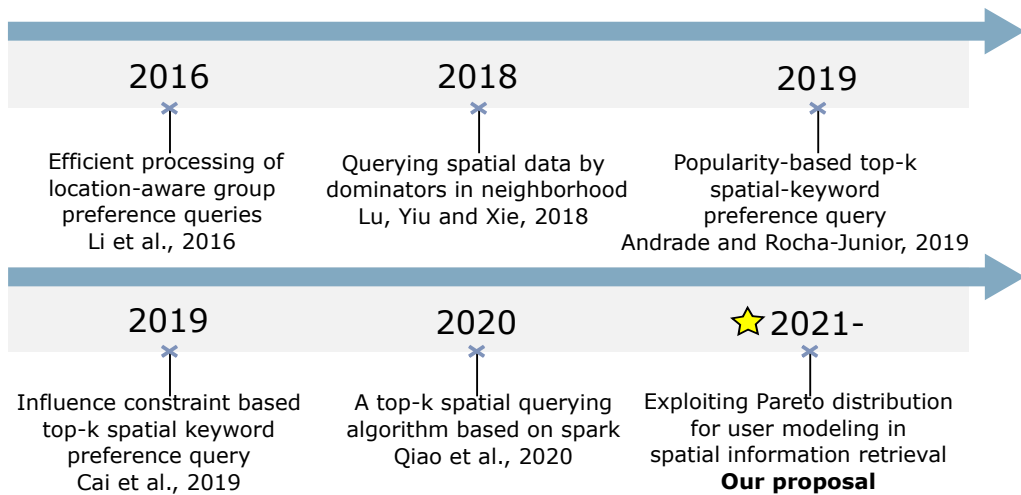 2016
2018
2019
Efficient processing of
location-aware group
preference queries
Li et al., 2016
Querying spatial data by
dominators in neighborhood
Lu, Yiu and Xie, 2018
Popularity-based top-k
spatial-keyword
preference query
Andrade and Rocha-Junior, 2019
2019
2020
2021-
Influence constraint based
top-k spatial keyword
preference query
Cai et al., 2019
A top-k spatial querying
algorithm based on spark
Qiao et al., 2020
Exploiting Pareto distribution
for user modeling in
spatial information retrieval
Our proposal